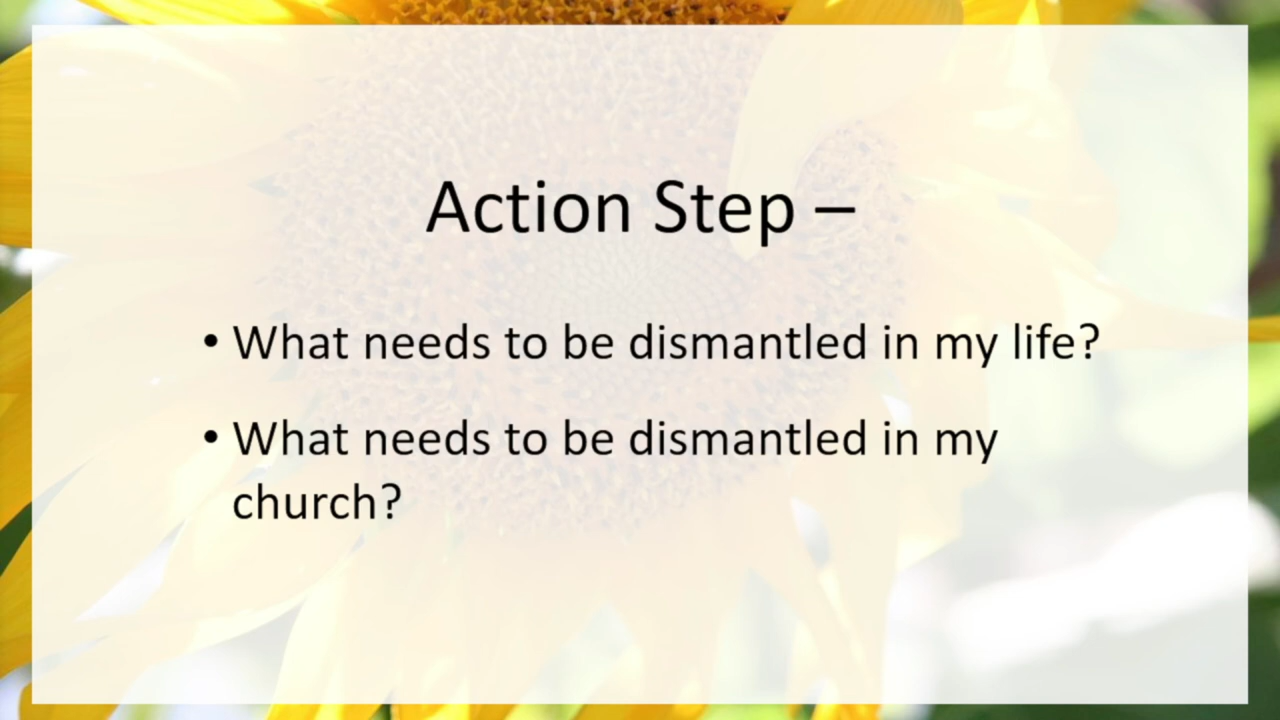 Action Step –
• What needs to be dismantled in my life?
• What needs to be dismantled in my
church?